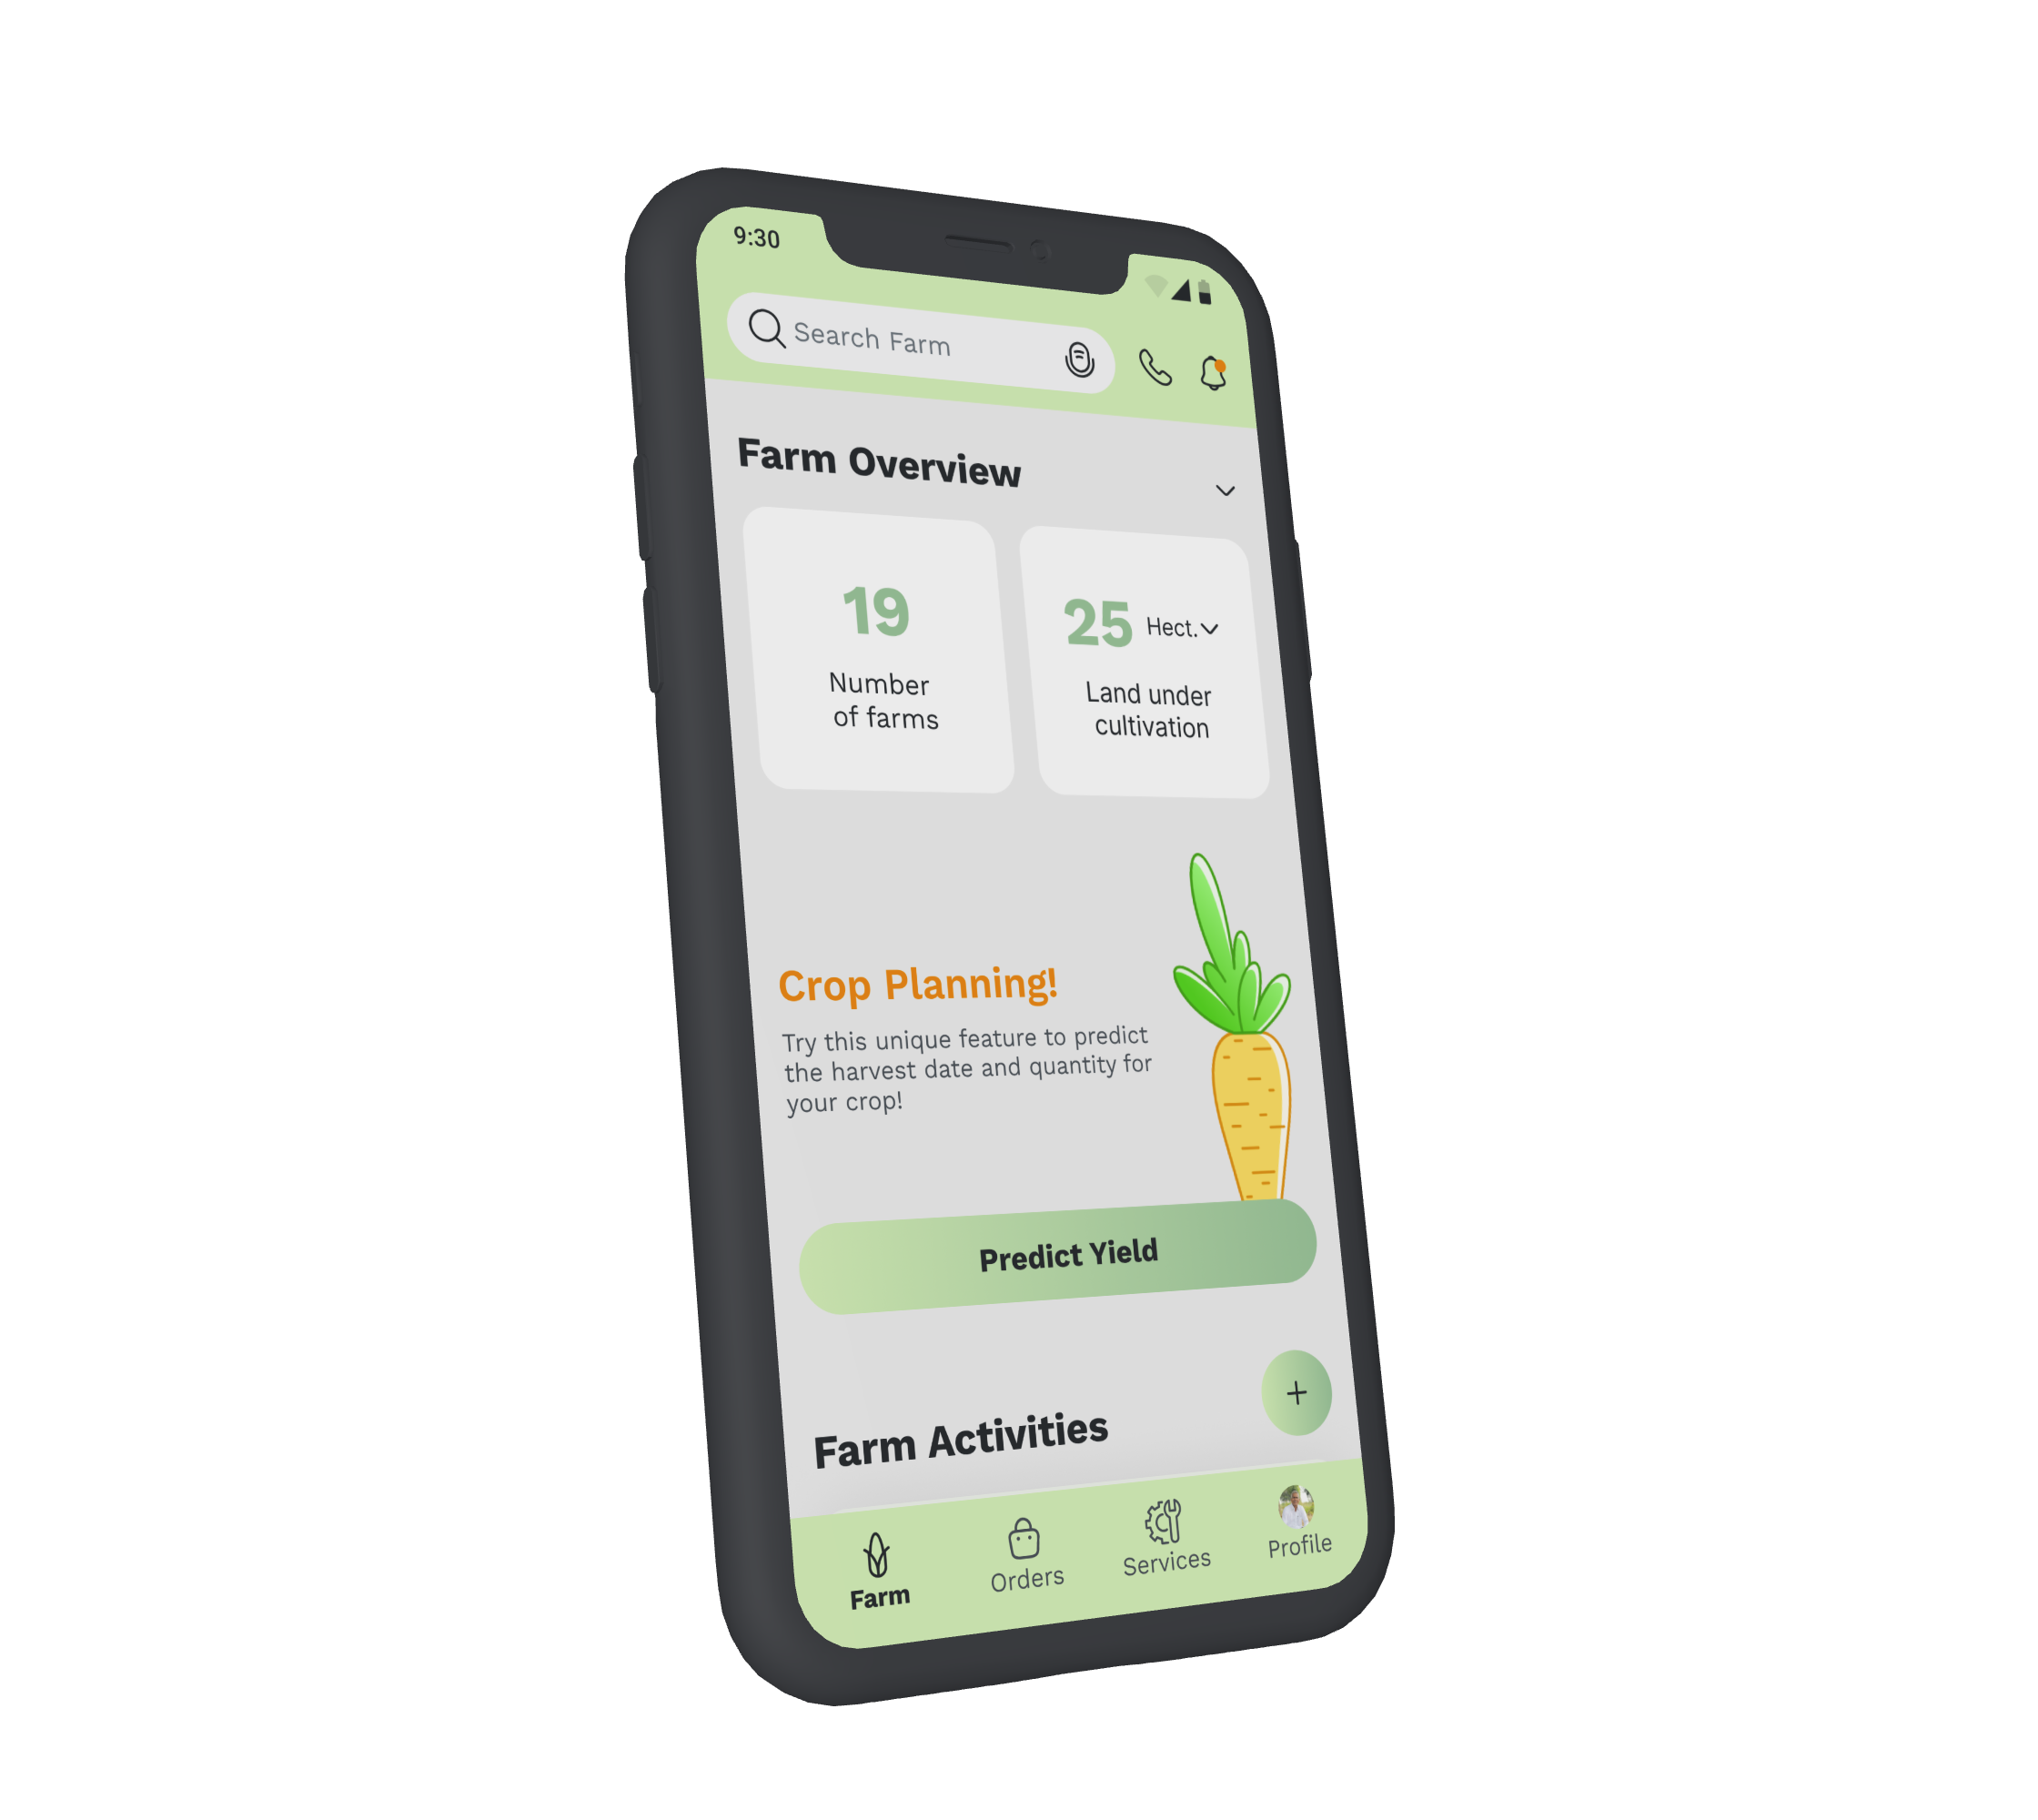 9:30
Search Farm
Farm Overview
19
Number
of farms
25 Hect.
Land under
cultivation
Crop Planning!
Try this unique feature to predict
the harvest date and quantity for
your crop!
Predict Yield
+
Farm Activities
Farm
Orders
Services
Profile